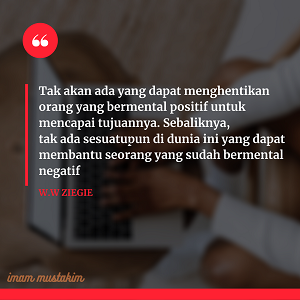 Tak akan ada yang dapat menghentikan
orang yang bermental positif untuk
mencapai tujuannya. Sebaliknya,
tak ada sesuatupun di dunia ini yang dapat
membantu seorang yang sudah bermental
negatif
W.W ZIEGIE
imam mustakim